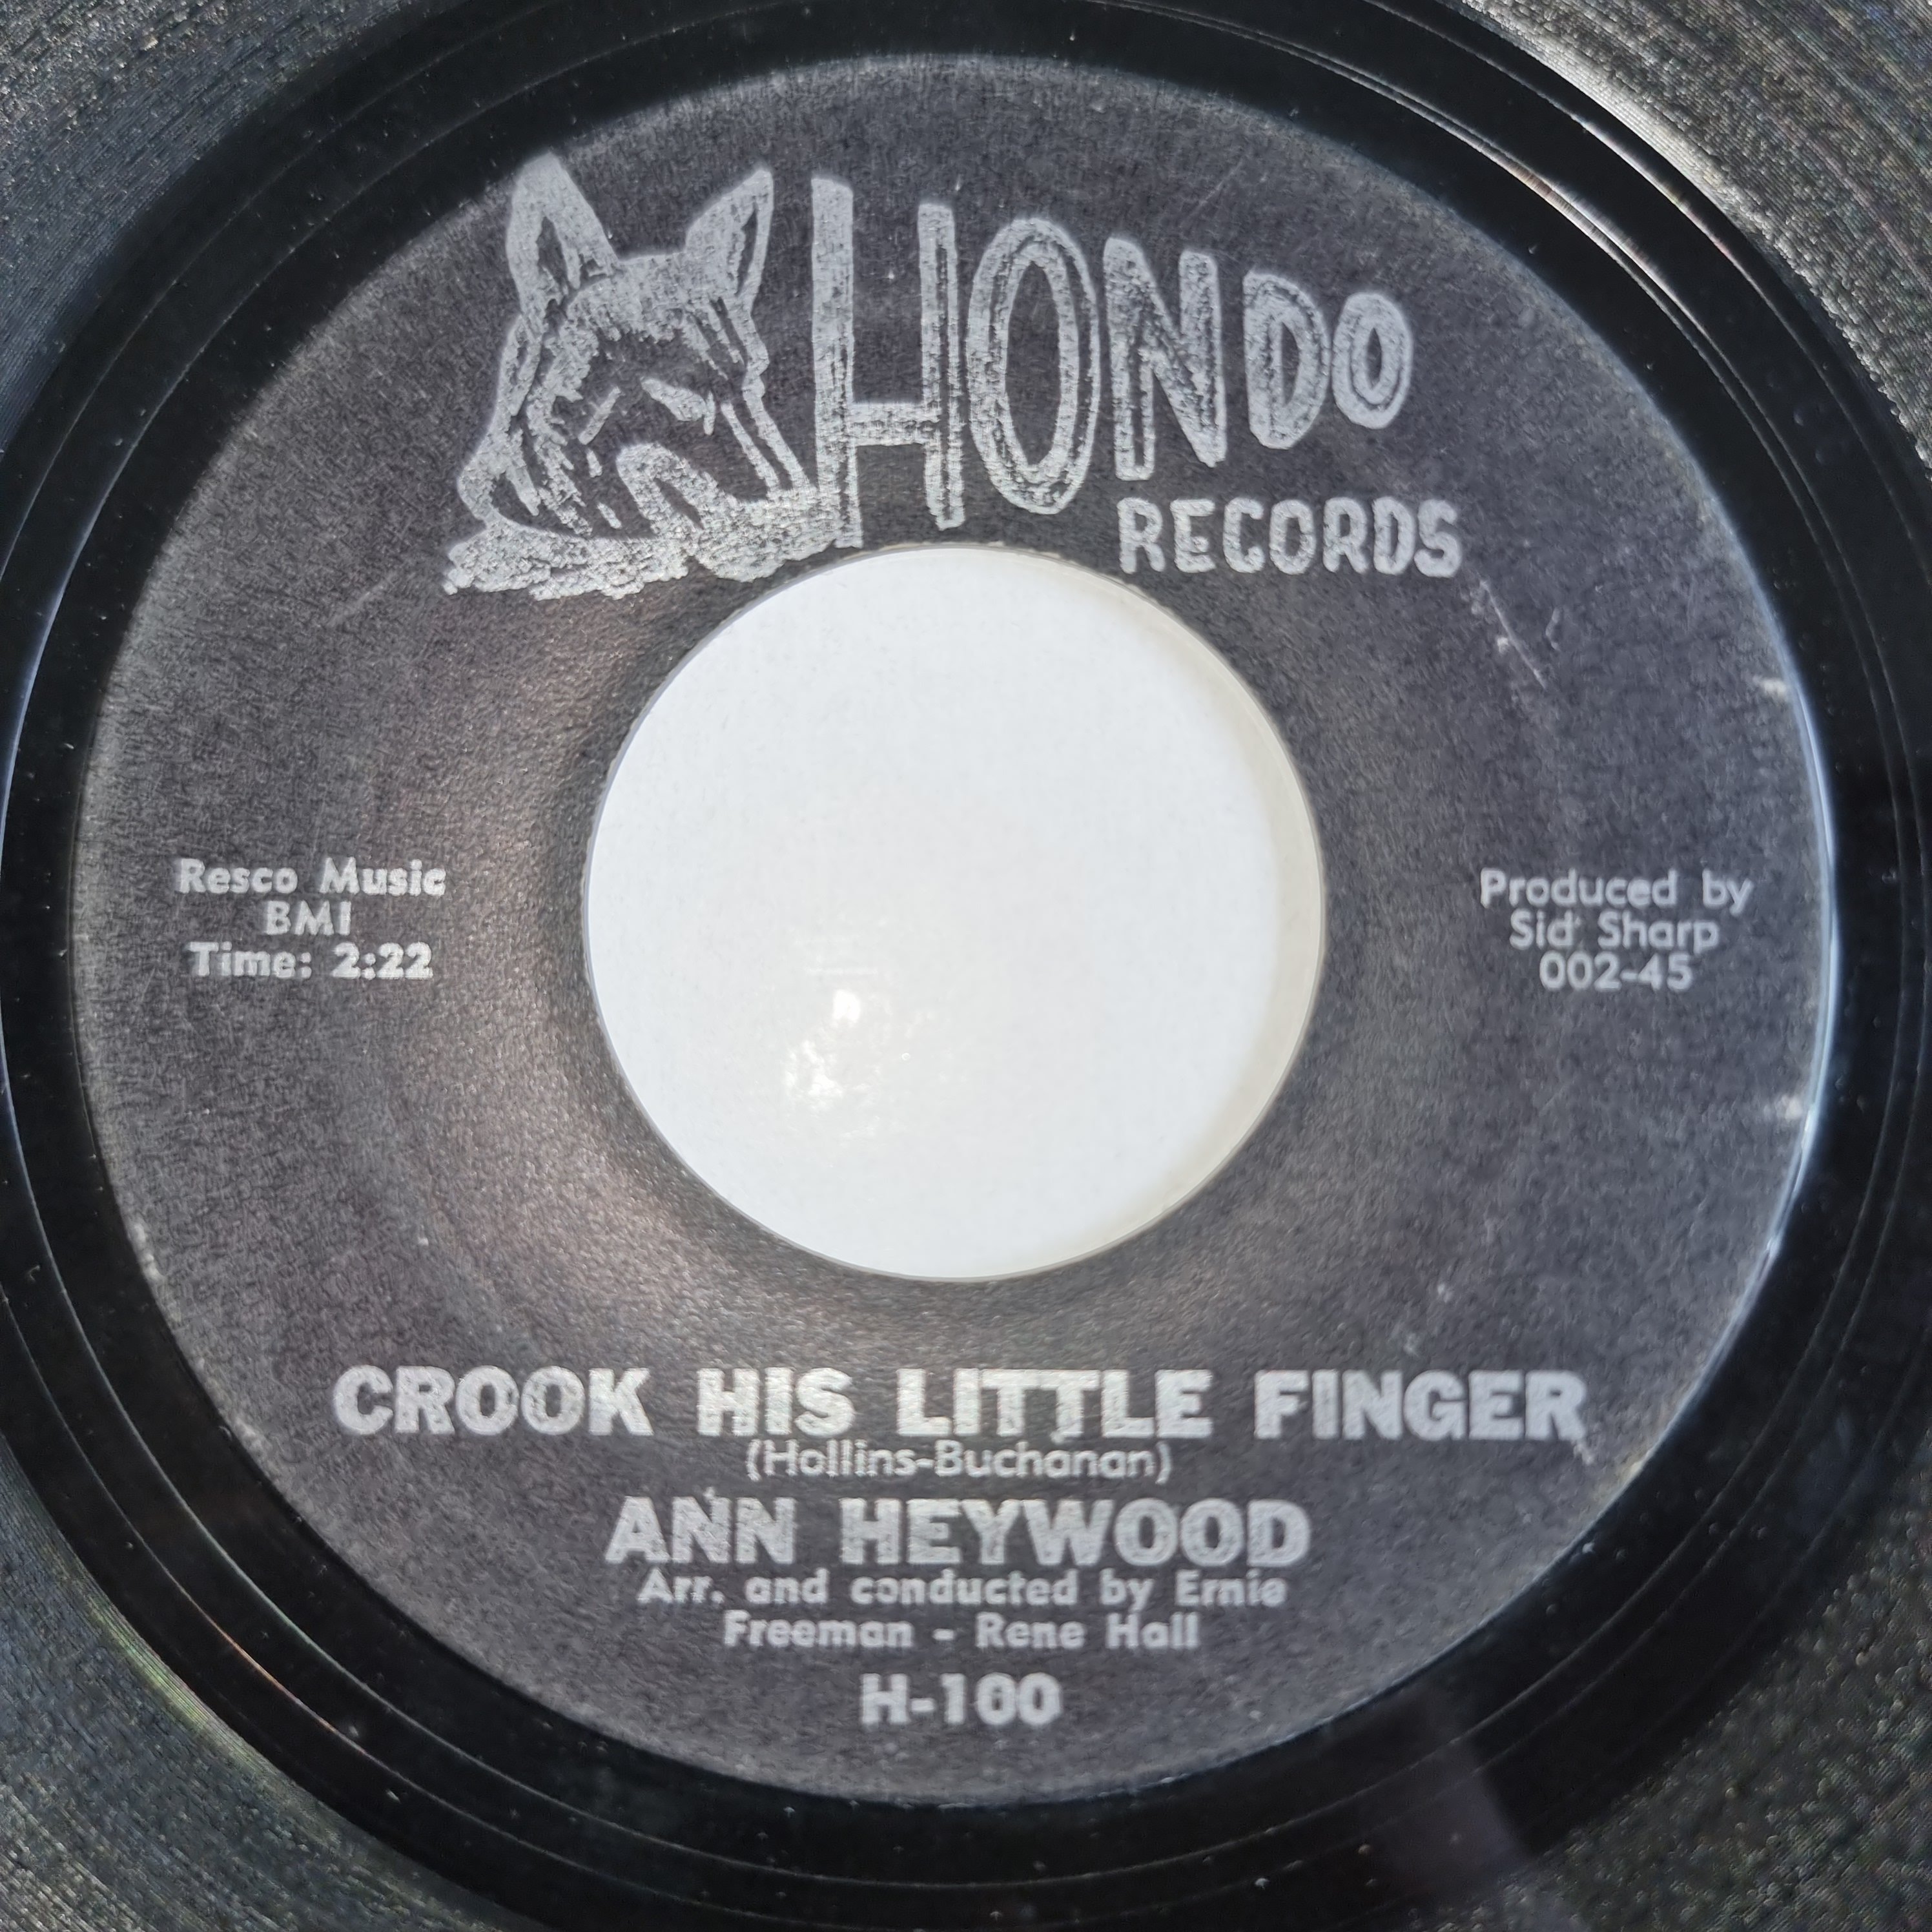 HONDO
RECORDS
Resco Music
BMI
Time: 2:22
Produced by
Sid Sharp
002-45
CROOK HIS LITTLE FINGER
(Hollins-Buchanan)
ANN HEYWOOD
Arr. and conducted by Ernie
Freeman - Rene Hall
H-100